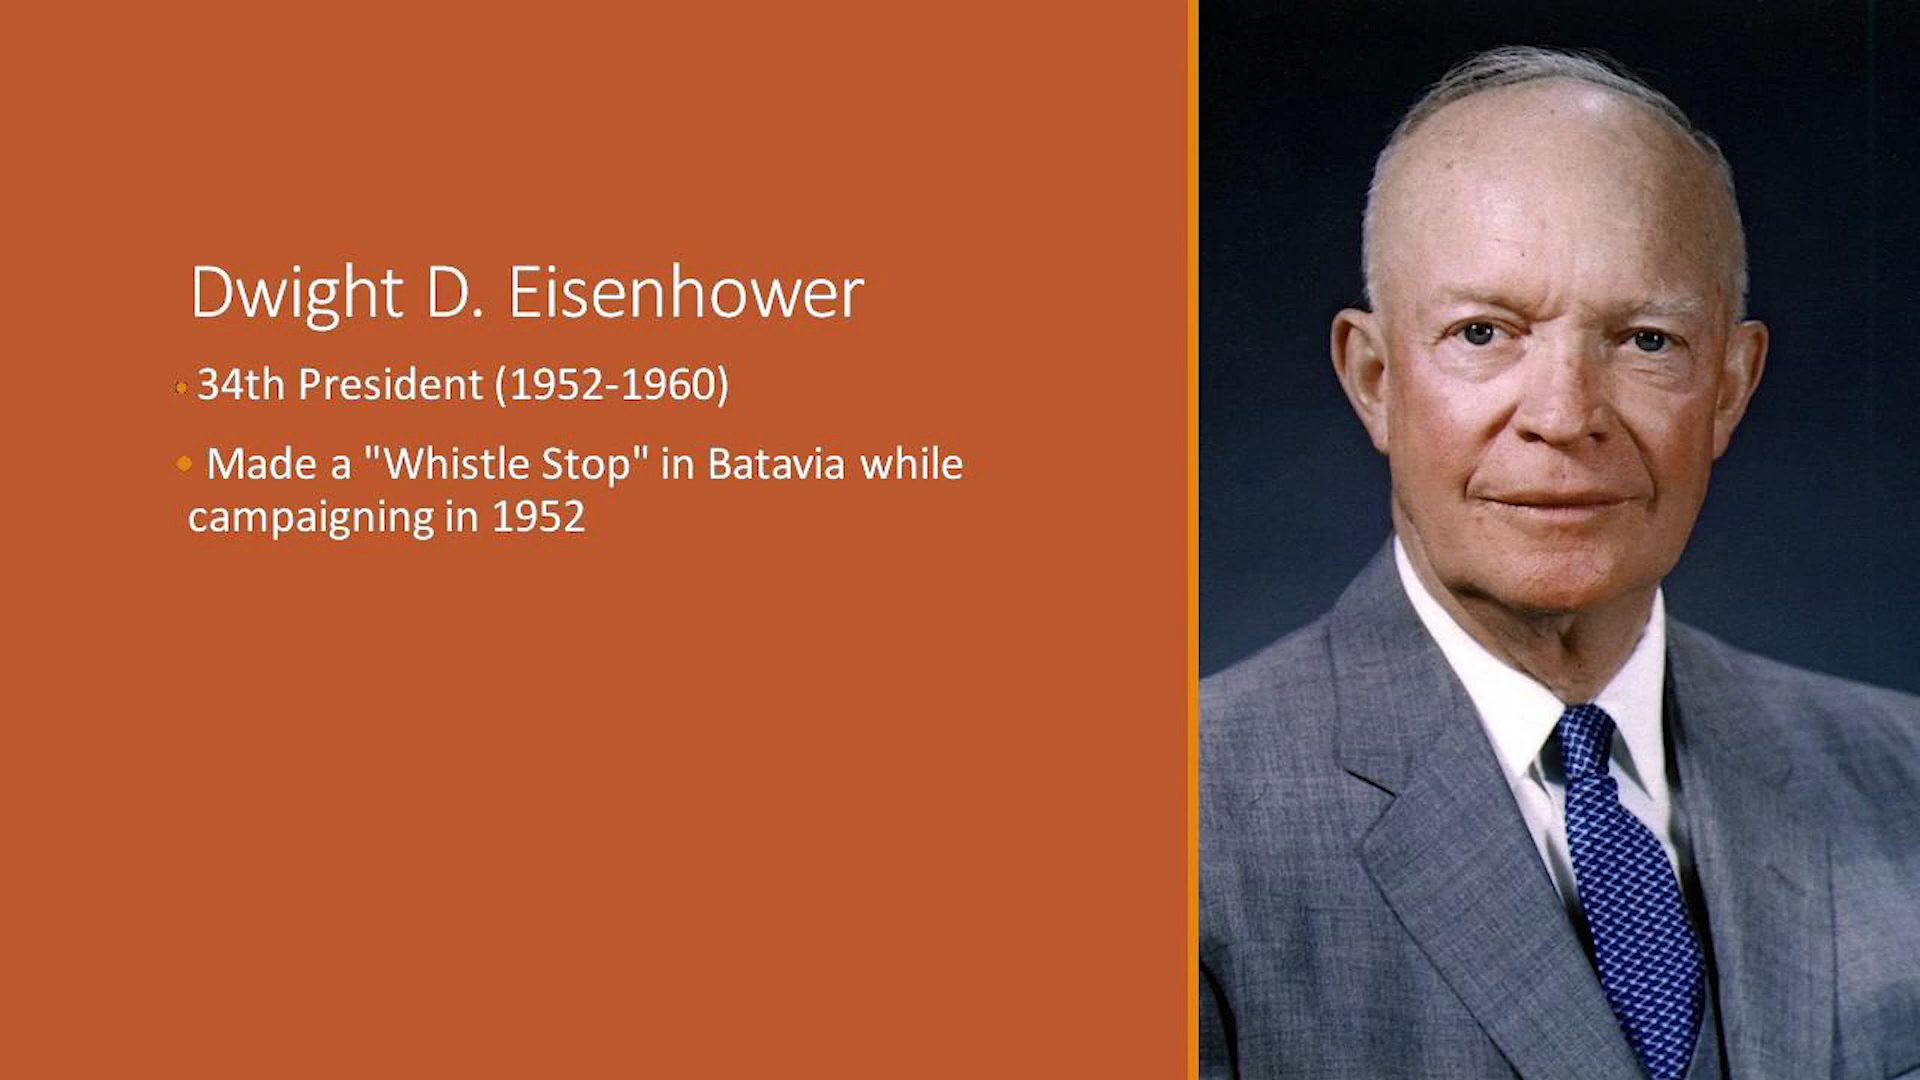 Dwight D. Eisenhower
• 34th President (1952-1960)
• Made a "Whistle Stop" in Batavia while
campaigning in 1952